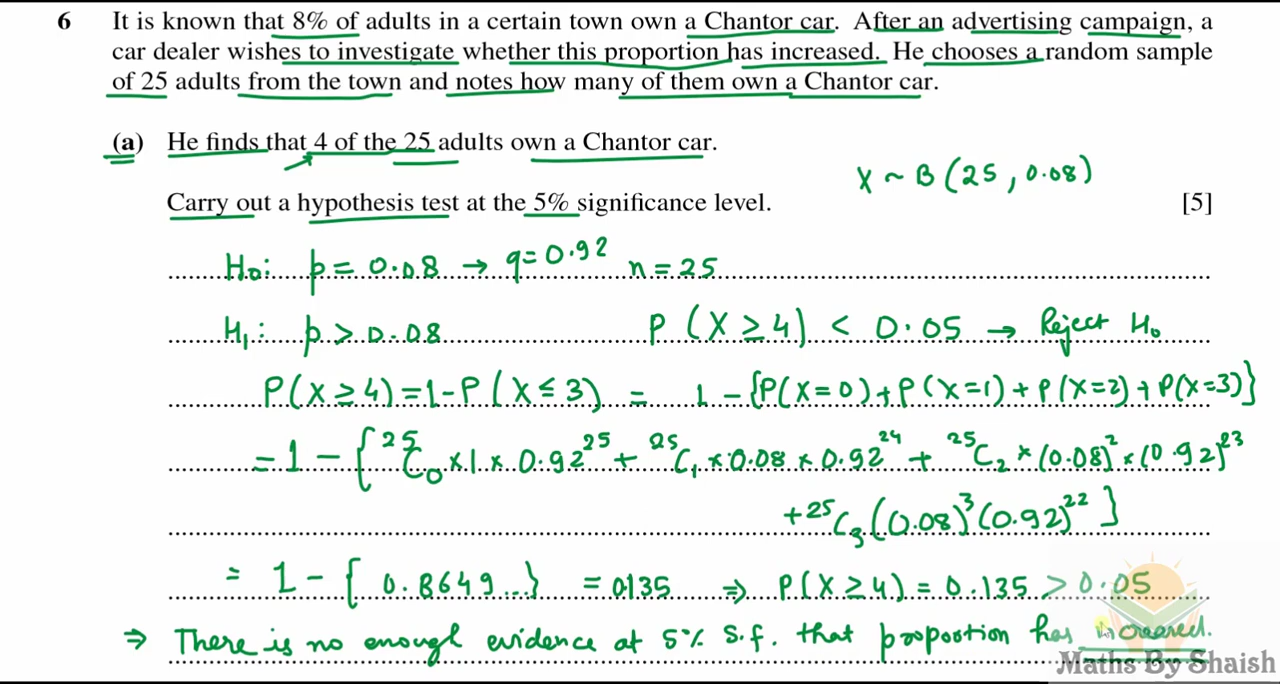 6 It is known that 8% of adults in a certain town own a Chantor car. After an advertising campaign, a
car dealer wishes to investigate whether this proportion has increased. He chooses a random sample
of 25 adults from the town and notes how many of them own a Chantor car.
(a) He finds that 4 of the 25 adults own a Chantor car.
X ~ B (25, 0.08)
Carry out a hypothesis test at the 5% significance level. [5]
H₀: p = 0.08 → q = 0.92 n = 25
H₁: p > 0.08 P (X ≥ 4) < 0.05 → Reject H₀
P(X ≥ 4) = 1 - P(X ≤ 3) = 1 - {P(X=0) + P(X=1) + P(X=2) + P(X=3)}
= 1 - { ²⁵C₀ × 1 × 0.92²⁵ + ²⁵C₁ × 0.08 × 0.92²⁴ + ²⁵C₂ × (0.08)² × (0.92)²³
+ ²⁵C₃ (0.08)³ (0.92)²² }
= 1 - { 0.8649...} = 0.135 ⇒ P(X ≥ 4) = 0.135 > 0.05
⇒ There is no enough evidence at 5% S.f. that propostion has increared.
Maths By Shaish